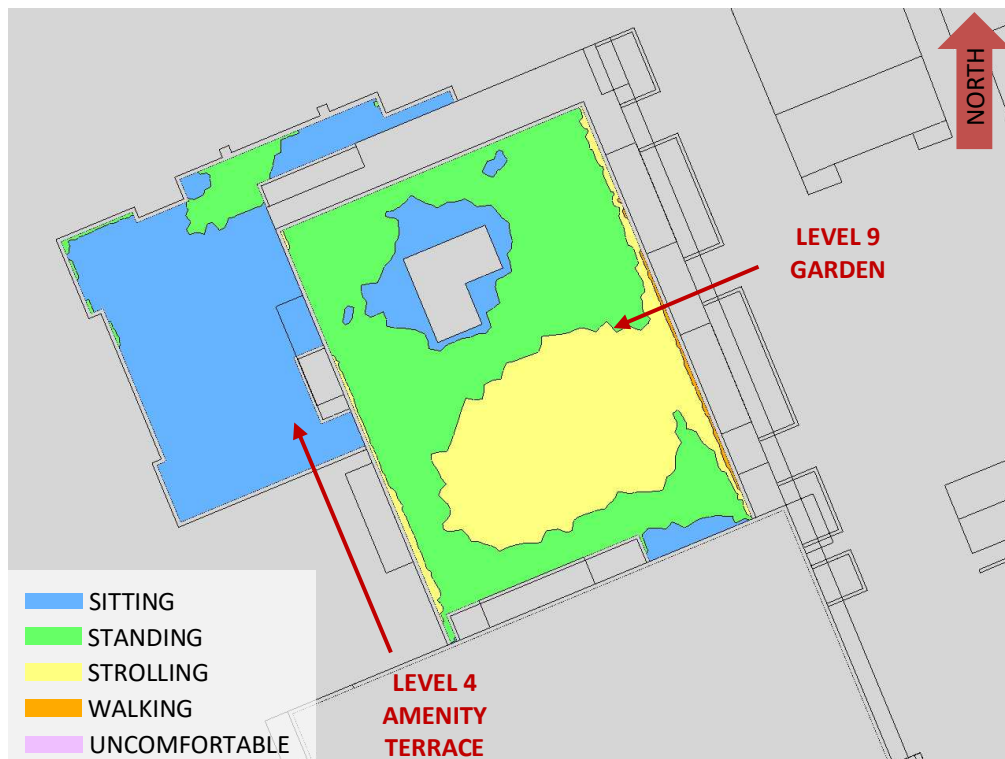 NORTH
LEVEL 9
GARDEN
SITTING
STANDING
STROLLING
WALKING
UNCOMFORTABLE
LEVEL 4
AMENITY
TERRACE